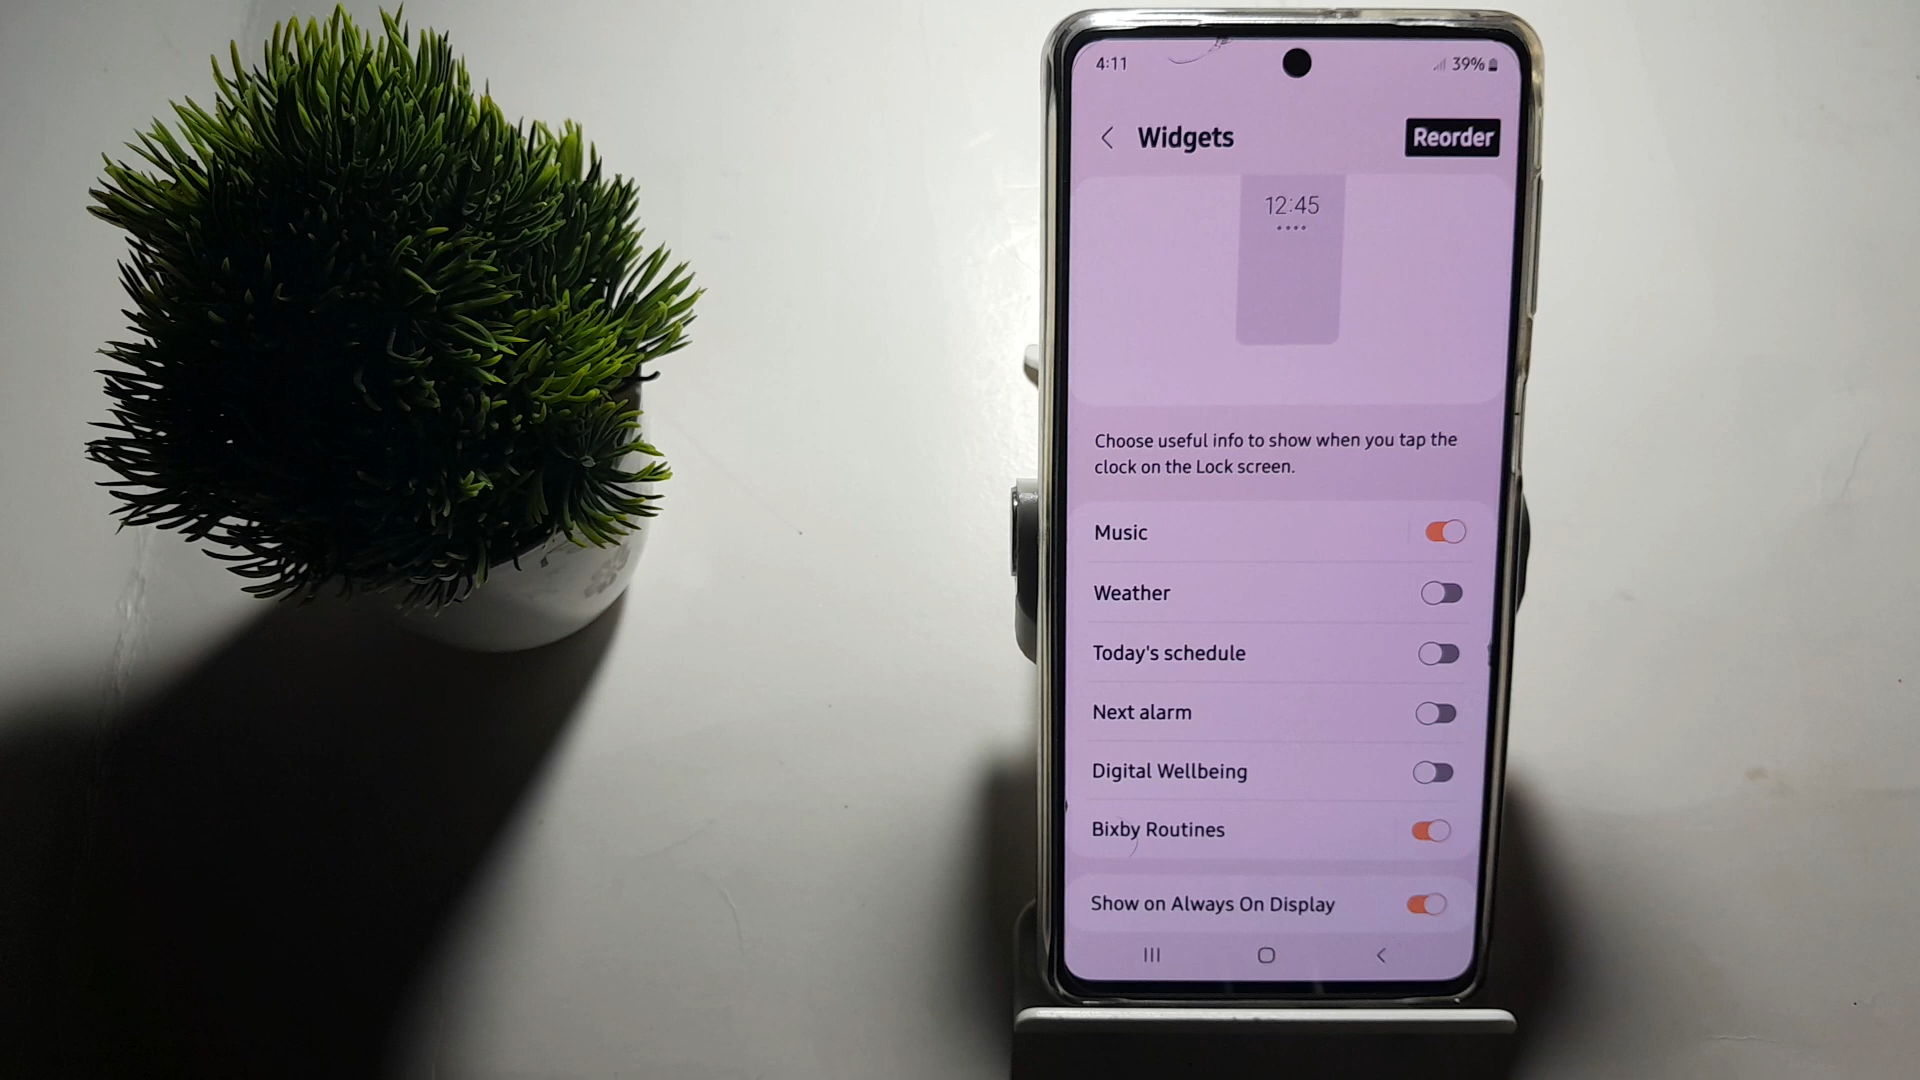 4:11
39%
Widgets
Reorder
12:45
Choose useful info to show when you tap the
clock on the Lock screen.
Music
Weather
Today's schedule
Next alarm
Digital Wellbeing
Bixby Routines
Show on Always On Display